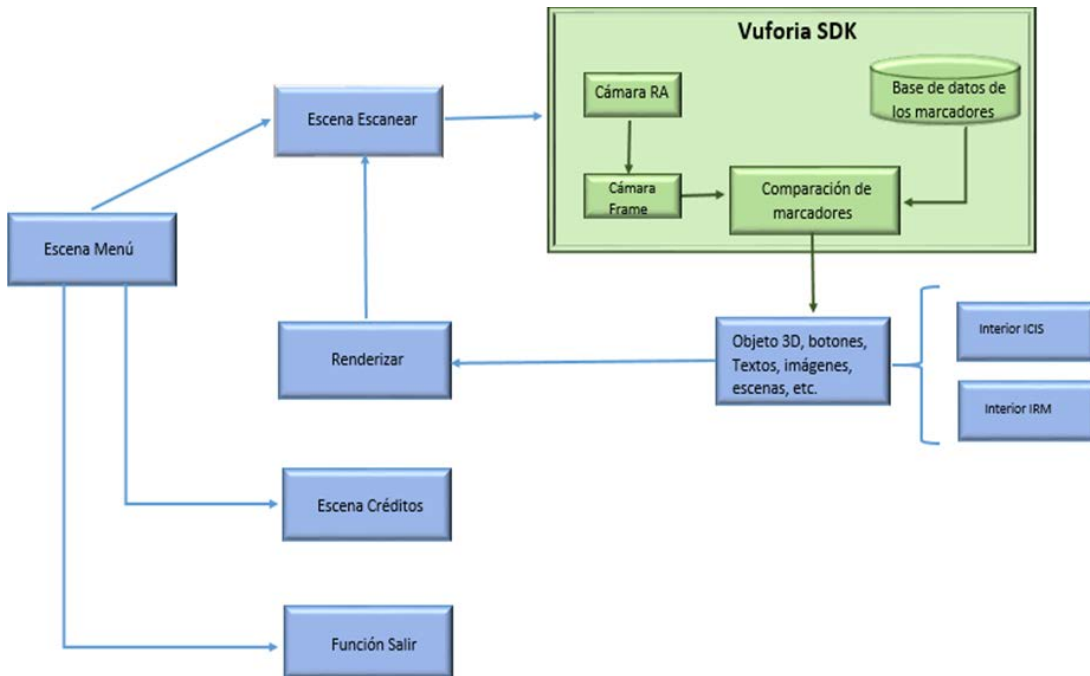 Vuforia SDK
Cámara RA
Base de datos de
los marcadores
Escena Escanear
Cámara
Frame
Comparación de
marcadores
Escena Menú
Objeto 3D, botones,
Textos, imágenes,
escenas, etc.
Interior ICIS
Renderizar
Interior IRM
Escena Créditos
Función Salir